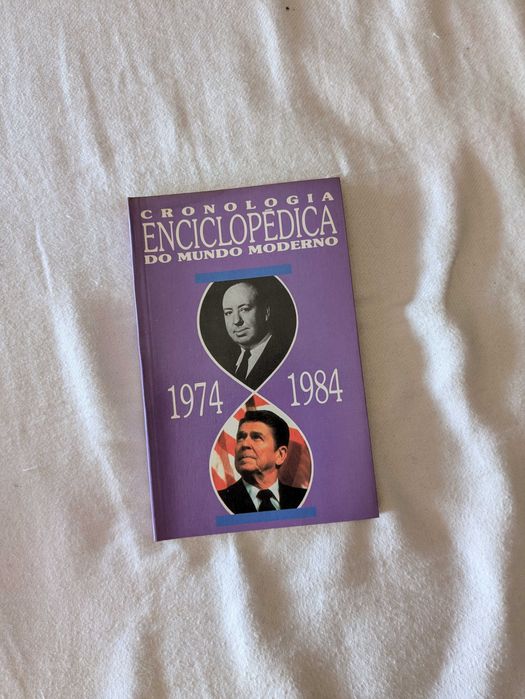 CRONOLOGIA
ENCICLOPÉDICA
DO MUNDO MODERNO
1974 1984